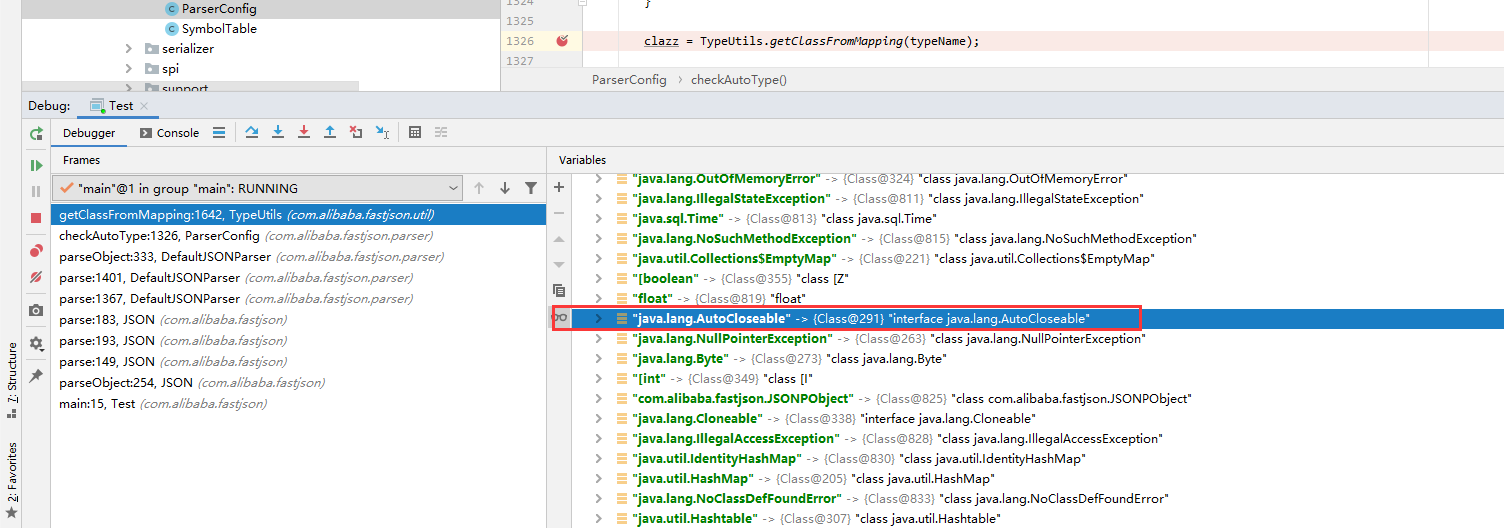 ParserConfig
SymbolTable
serializer
spi
support
1324 }
1325
1326 clazz = TypeUtils.getClassFromMapping(typeName);
1327
ParserConfig › checkAutoType()
Debug: Test
Debugger Console
Frames
Variables
"main"@1 in group "main": RUNNING
getClassFromMapping:1642, TypeUtils (com.alibaba.fastjson.util)
checkAutoType:1326, ParserConfig (com.alibaba.fastjson.parser)
parseObject:333, DefaultJSONParser (com.alibaba.fastjson.parser)
parse:1401, DefaultJSONParser (com.alibaba.fastjson.parser)
parse:1367, DefaultJSONParser (com.alibaba.fastjson.parser)
parse:183, JSON (com.alibaba.fastjson)
parse:193, JSON (com.alibaba.fastjson)
parse:149, JSON (com.alibaba.fastjson)
parseObject:254, JSON (com.alibaba.fastjson)
main:15, Test (com.alibaba.fastjson)
"java.lang.OutOfMemoryError" -> {Class@324} "class java.lang.OutOfMemoryError"
"java.lang.IllegalStateException" -> {Class@811} "class java.lang.IllegalStateException"
"java.sql.Time" -> {Class@813} "class java.sql.Time"
"java.lang.NoSuchMethodException" -> {Class@815} "class java.lang.NoSuchMethodException"
"java.util.Collections$EmptyMap" -> {Class@221} "class java.util.Collections$EmptyMap"
"[boolean" -> {Class@355} "class [Z"
"float" -> {Class@819} "float"
"java.lang.AutoCloseable" -> {Class@291} "interface java.lang.AutoCloseable"
"java.lang.NullPointerException" -> {Class@263} "class java.lang.NullPointerException"
"java.lang.Byte" -> {Class@273} "class java.lang.Byte"
"[int" -> {Class@349} "class [I"
"com.alibaba.fastjson.JSONPObject" -> {Class@825} "class com.alibaba.fastjson.JSONPObject"
"java.lang.Cloneable" -> {Class@338} "interface java.lang.Cloneable"
"java.lang.IllegalAccessException" -> {Class@828} "class java.lang.IllegalAccessException"
"java.util.IdentityHashMap" -> {Class@830} "class java.util.IdentityHashMap"
"java.util.HashMap" -> {Class@205} "class java.util.HashMap"
"java.lang.NoClassDefFoundError" -> {Class@833} "class java.lang.NoClassDefFoundError"
"java.util.Hashtable" -> {Class@307} "class java.util.Hashtable"
7: Structure
2: Favorites